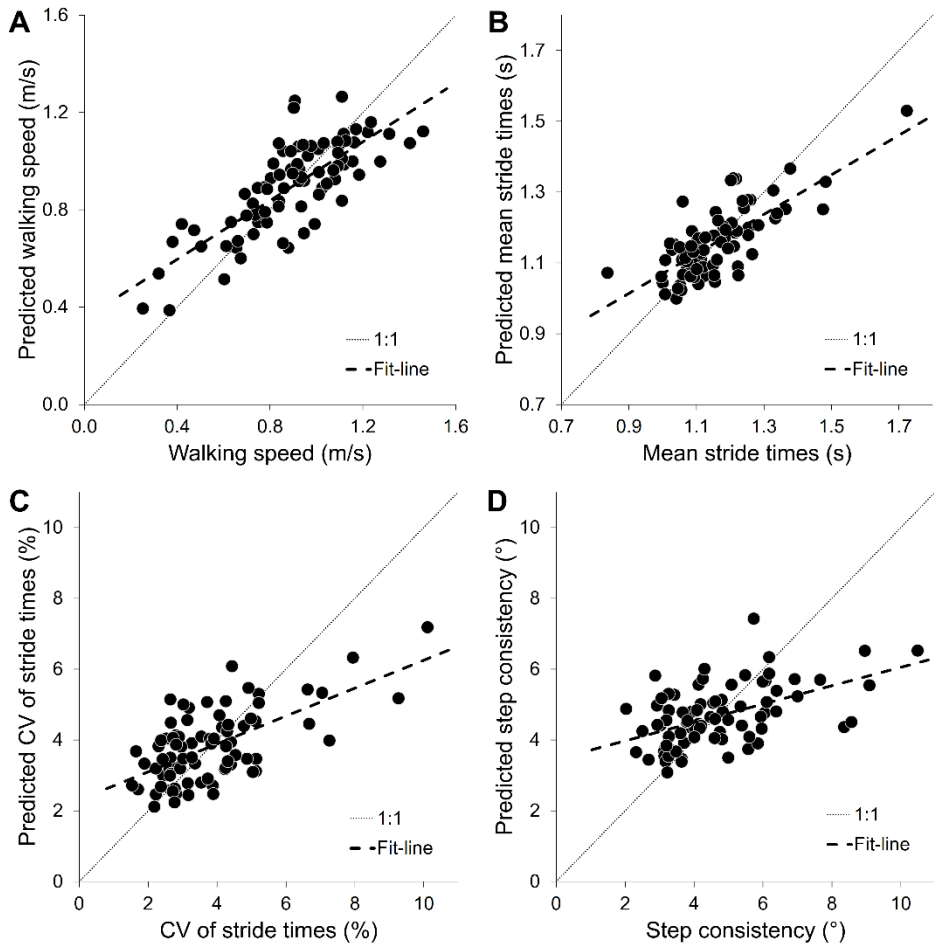 A
Predicted walking speed (m/s)
1.6
1.2
0.8
0.4
0.0
1:1
Fit-line
0.0 0.4 0.8 1.2 1.6
Walking speed (m/s)
B
Predicted mean stride times (s)
1.7
1.5
1.3
1.1
0.9
0.7
1:1
Fit-line
0.7 0.9 1.1 1.3 1.5 1.7
Mean stride times (s)
C
Predicted CV of stride times (%)
10
8
6
4
2
0
1:1
Fit-line
0 2 4 6 8 10
CV of stride times (%)
D
Predicted step consistency (°)
10
8
6
4
2
0
1:1
Fit-line
0 2 4 6 8 10
Step consistency (°)